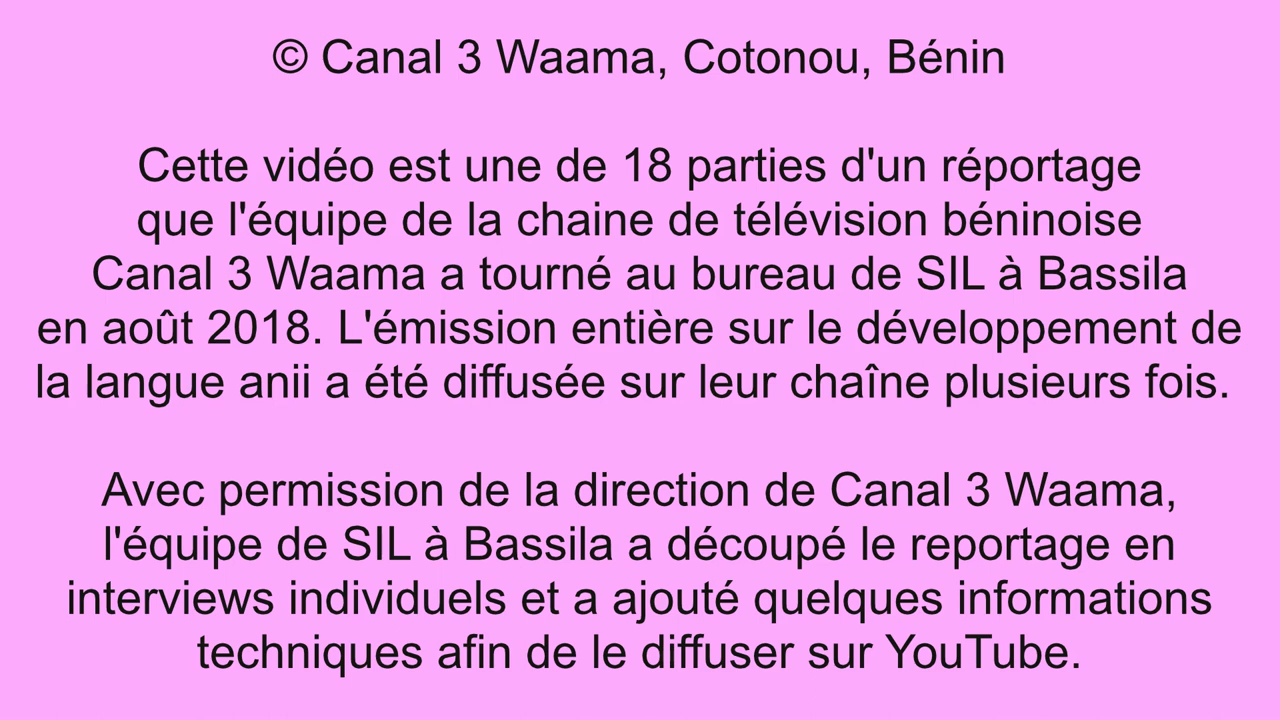 © Canal 3 Waama, Cotonou, Bénin
Cette vidéo est une de 18 parties d'un réportage
que l'équipe de la chaine de télévision béninoise
Canal 3 Waama a tourné au bureau de SIL à Bassila
en août 2018. L'émission entière sur le développement de
la langue anii a été diffusée sur leur chaîne plusieurs fois.
Avec permission de la direction de Canal 3 Waama,
l'équipe de SIL à Bassila a découpé le reportage en
interviews individuels et a ajouté quelques informations
techniques afin de le diffuser sur YouTube.